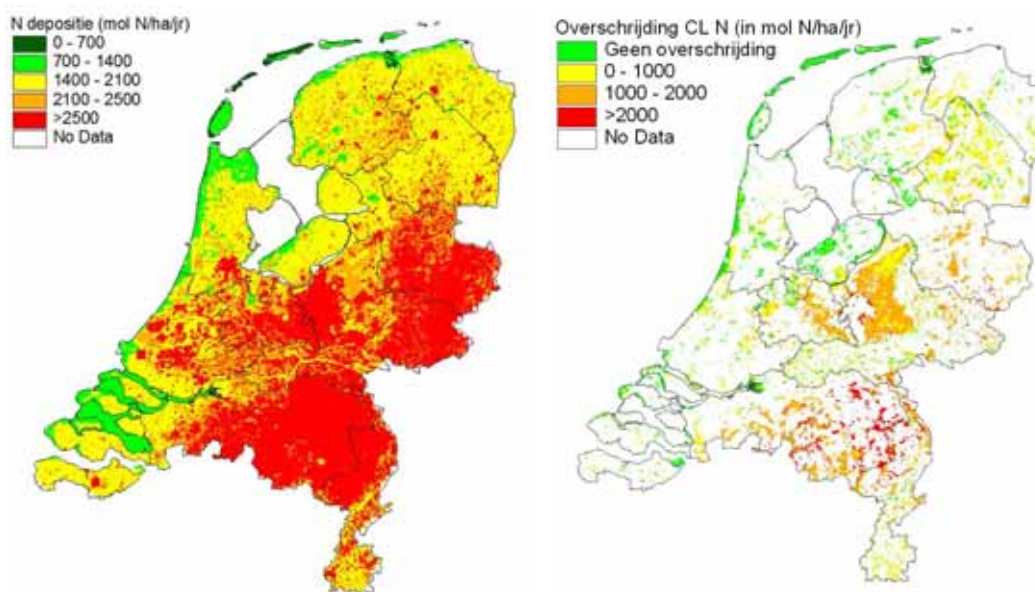 N depositie (mol N/ha/jr)
0 - 700
700 - 1400
1400 - 2100
2100 - 2500
>2500
No Data
Overschrijding CL N (in mol N/ha/jr)
Geen overschrijding
0 - 1000
1000 - 2000
>2000
No Data